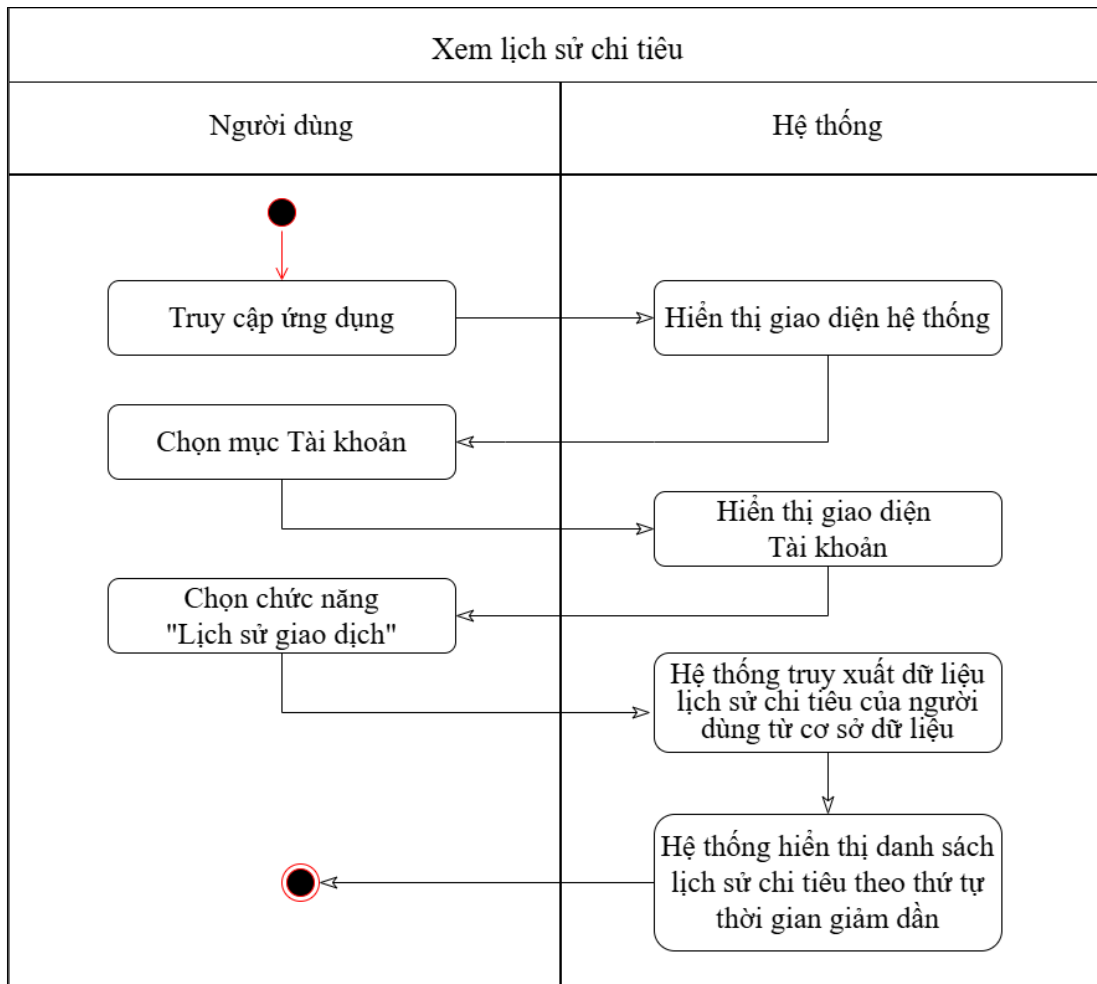 Xem lịch sử chi tiêu
Người dùng
Hệ thống
Truy cập ứng dụng
Hiển thị giao diện hệ thống
Chọn mục Tài khoản
Hiển thị giao diện
Tài khoản
Chọn chức năng
"Lịch sử giao dịch"
Hệ thống truy xuất dữ liệu
lịch sử chi tiêu của người
dùng từ cơ sở dữ liệu
Hệ thống hiển thị danh sách
lịch sử chi tiêu theo thứ tự
thời gian giảm dần